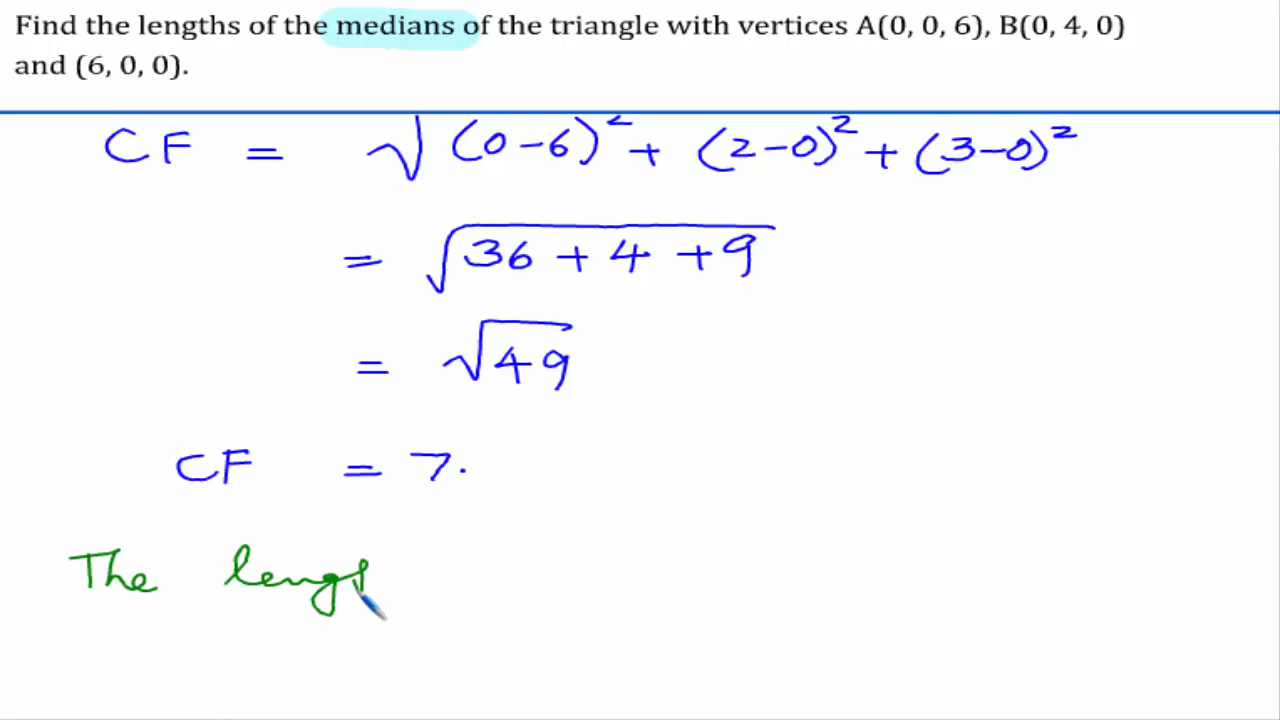 Find the lengths of the medians of the triangle with vertices A(0, 0, 6), B(0, 4, 0)
and (6, 0, 0).
CF = √(0-6)² + (2-0)² + (3-0)²
= √36 + 4 + 9
= √49
CF = 7.
The lengt